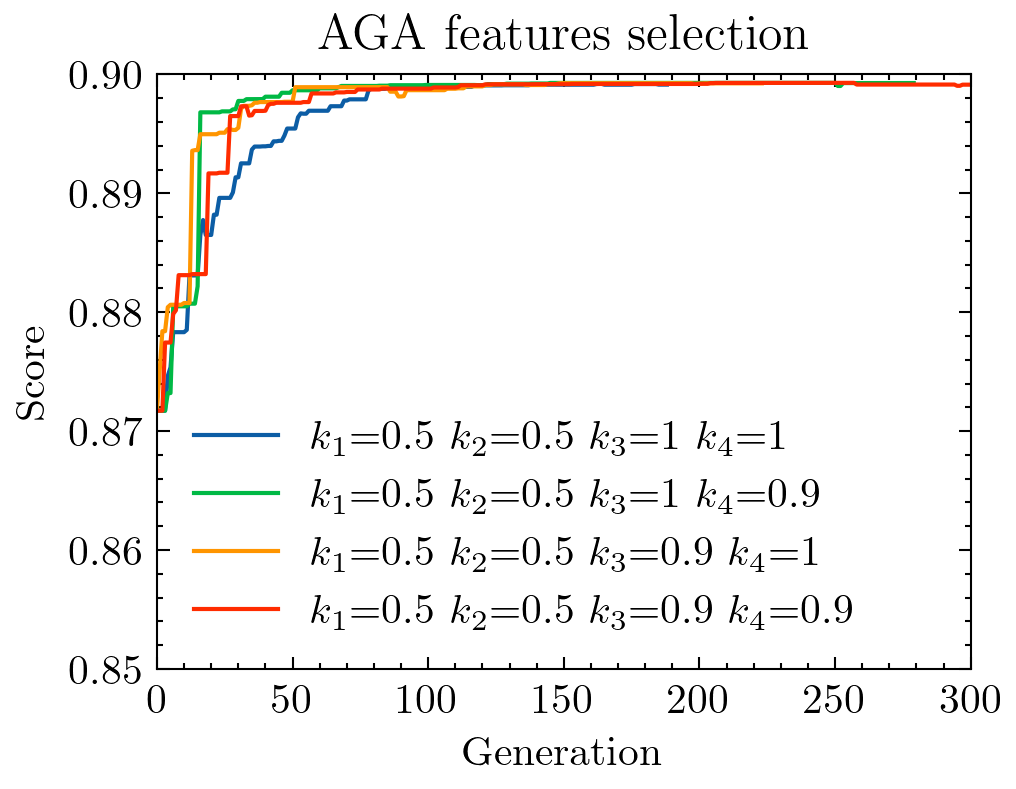 AGA features selection
0.90
0.89
0.88
0.87
0.86
0.85
Score
k₁=0.5 k₂=0.5 k₃=1 k₄=1
k₁=0.5 k₂=0.5 k₃=1 k₄=0.9
k₁=0.5 k₂=0.5 k₃=0.9 k₄=1
k₁=0.5 k₂=0.5 k₃=0.9 k₄=0.9
0 50 100 150 200 250 300
Generation